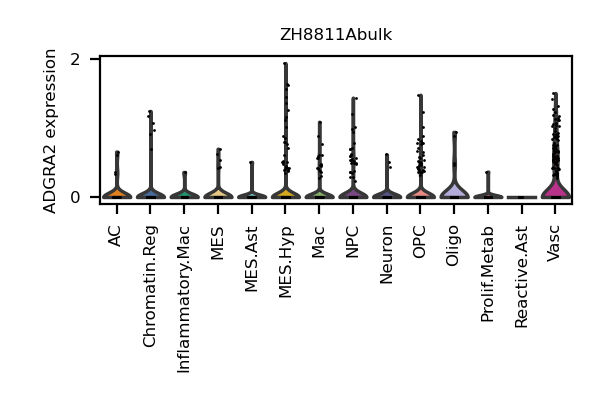 ZH8811Abulk
ADGRA2 expression
2
0
AC
Chromatin.Reg
Inflammatory.Mac
MES
MES.Ast
MES.Hyp
Mac
NPC
Neuron
OPC
Oligo
Prolif.Metab
Reactive.Ast
Vasc